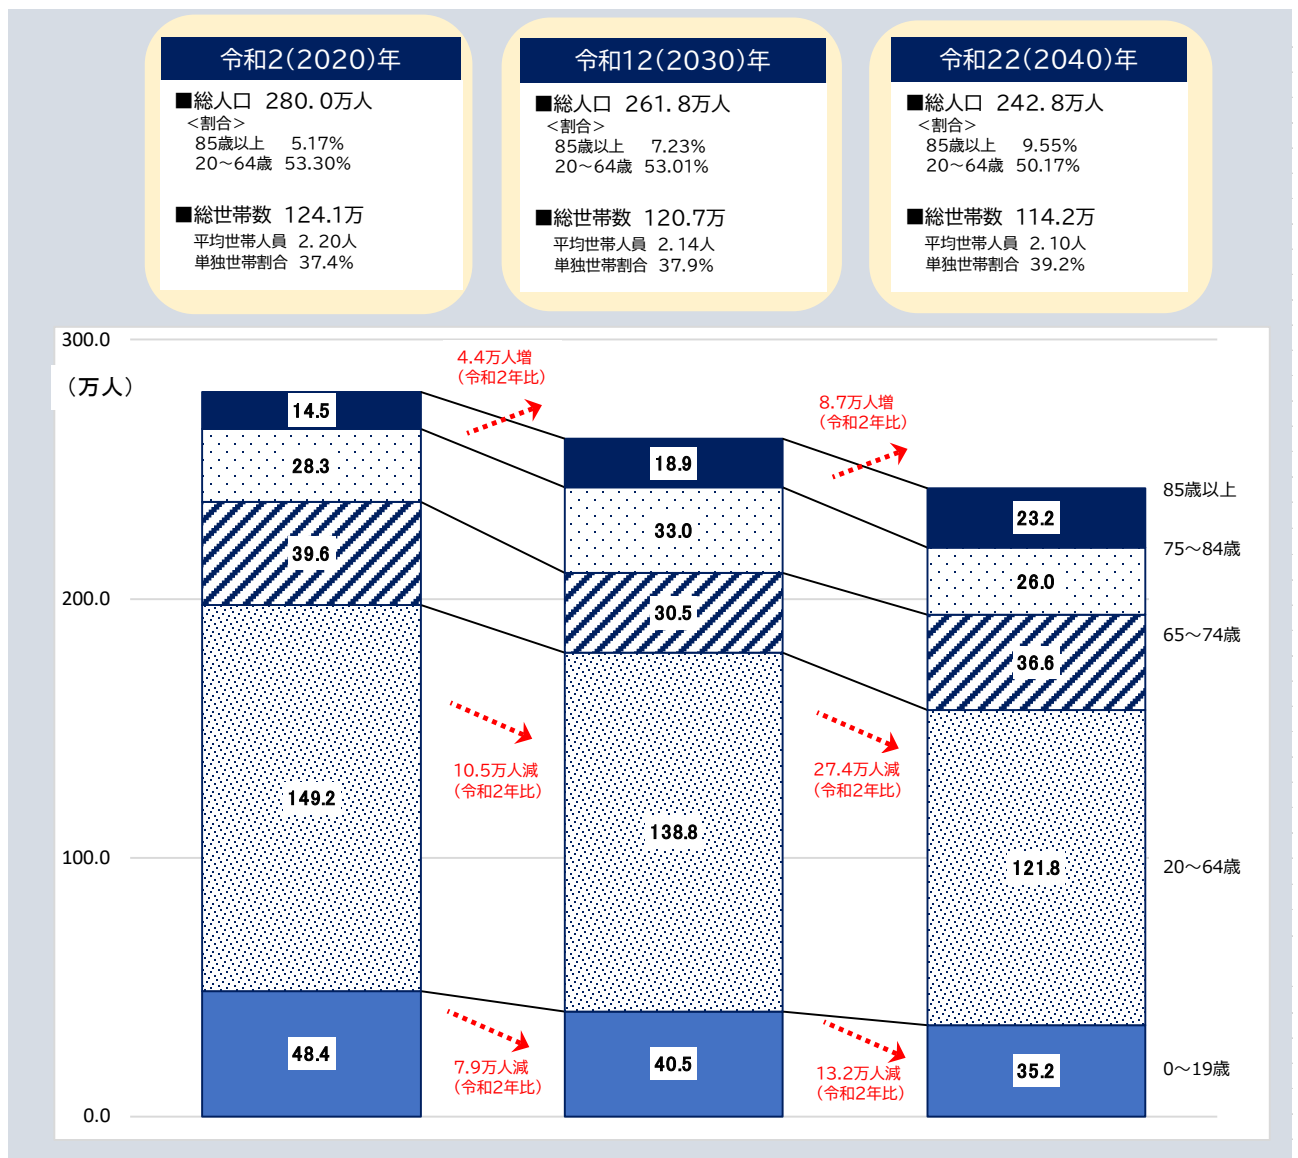 令和2(2020)年
■総人口 280.0万人
<割合>
85歳以上 5.17%
20~64歳 53.30%
■総世帯数 124.1万
平均世帯人員 2.20人
単独世帯割合 37.4%
令和12(2030)年
■総人口 261.8万人
<割合>
85歳以上 7.23%
20~64歳 53.01%
■総世帯数 120.7万
平均世帯人員 2.14人
単独世帯割合 37.9%
令和22(2040)年
■総人口 242.8万人
<割合>
85歳以上 9.55%
20~64歳 50.17%
■総世帯数 114.2万
平均世帯人員 2.10人
単独世帯割合 39.2%
300.0
(万人)
200.0
100.0
0.0
14.5
28.3
39.6
149.2
48.4
4.4万人増
(令和2年比)
10.5万人減
(令和2年比)
7.9万人減
(令和2年比)
18.9
33.0
30.5
138.8
40.5
8.7万人増
(令和2年比)
27.4万人減
(令和2年比)
13.2万人減
(令和2年比)
23.2
26.0
36.6
121.8
35.2
85歳以上
75~84歳
65~74歳
20~64歳
0~19歳